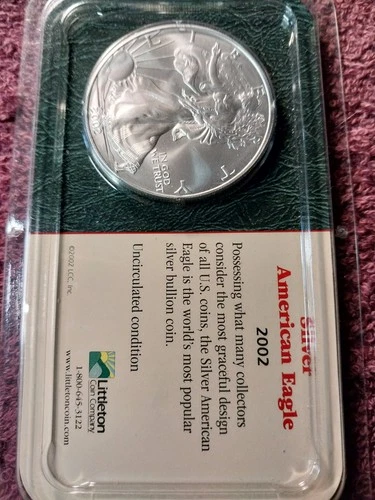 LIBERTY
IN GOD
WE TRUST
2002
Silver
American Eagle
2002
Possessing what many collectors
consider the most graceful design
of all U.S. coins, the Silver American
Eagle is the world's most popular
silver bullion coin.
Uncirculated condition
Littleton
Coin Company
1-800-645-3122
www.littletoncoin.com
©2002 LCC, Inc.